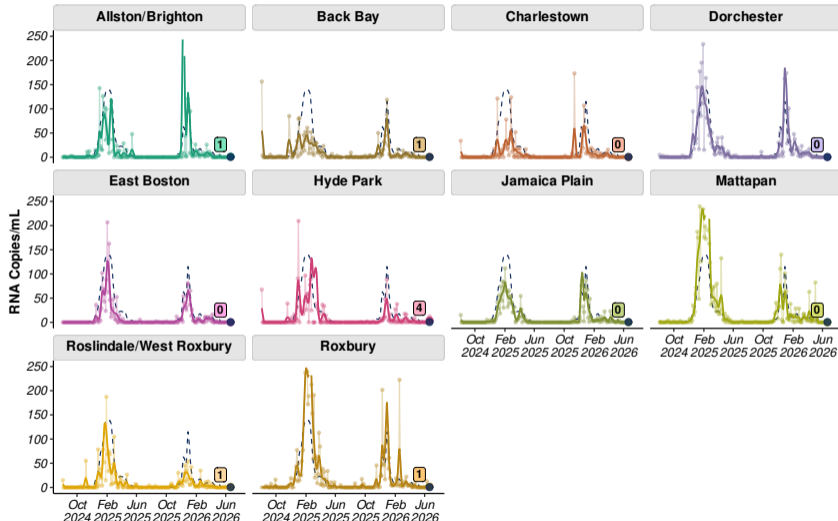 Allston/Brighton Back Bay Charlestown Dorchester
250
200
150
100
50
0
1 1 0 0
East Boston Hyde Park Jamaica Plain Mattapan
RNA Copies/mL
250
200
150
100
50
0
0 4 0 0
Oct 2024 Feb 2025 Jun 2025 Oct 2025 Feb 2026 Jun 2026
Oct 2024 Feb 2025 Jun 2025 Oct 2025 Feb 2026 Jun 2026
Roslindale/West Roxbury Roxbury
250
200
150
100
50
0
1 1
Oct 2024 Feb 2025 Jun 2025 Oct 2025 Feb 2026 Jun 2026
Oct 2024 Feb 2025 Jun 2025 Oct 2025 Feb 2026 Jun 2026